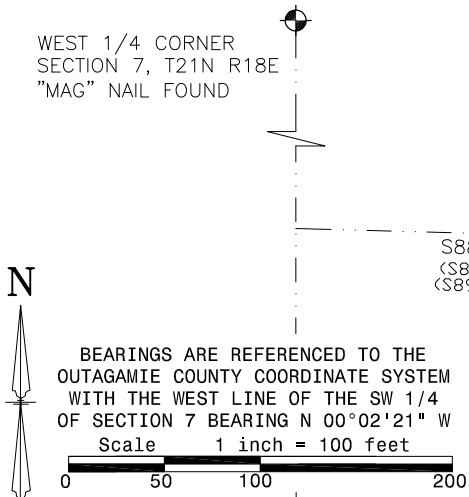 WEST 1/4 CORNER
SECTION 7, T21N R18E
"MAG" NAIL FOUND
N
BEARINGS ARE REFERENCED TO THE
OUTAGAMIE COUNTY COORDINATE SYSTEM
WITH THE WEST LINE OF THE SW 1/4
OF SECTION 7 BEARING N 00°02'21" W
Scale 1 inch = 100 feet
0 50 100 200